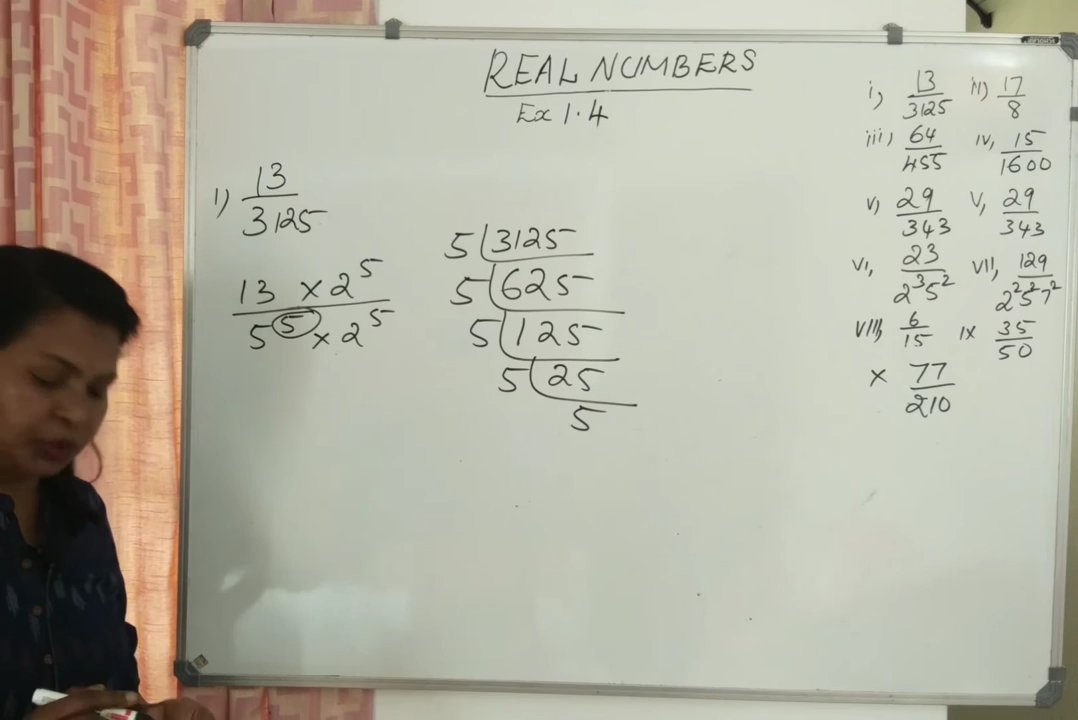 REAL NUMBERS
Ex 1.4
1) 13/3125
13 × 2^5 / 5^5 × 2^5
5 | 3125
5 | 625
5 | 125
5 | 25
5
i, 13/3125 ii) 17/8
iii) 64/455 iv, 15/1600
v) 29/343 v, 29/343
vi, 23/2^3 5^2 vii, 129/2^2 5^2 7^2
viii, 6/15 ix 35/50
x 77/210